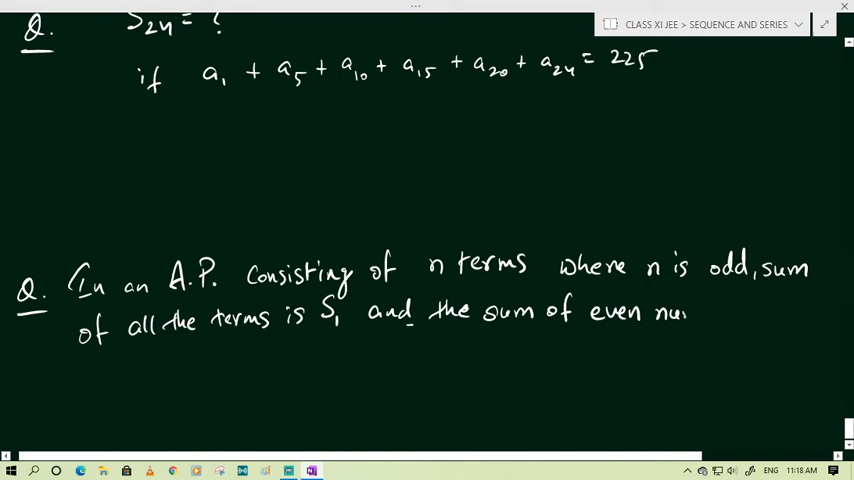 CLASS XI JEE > SEQUENCE AND SERIES
Q. S₂₄ = ?
if a₁ + a₅ + a₁₀ + a₁₅ + a₂₀ + a₂₄ = 225
Q. In an A.P. consisting of n terms where n is odd, sum
of all the terms is S₁ and the sum of even nu
ENG 11:18 AM